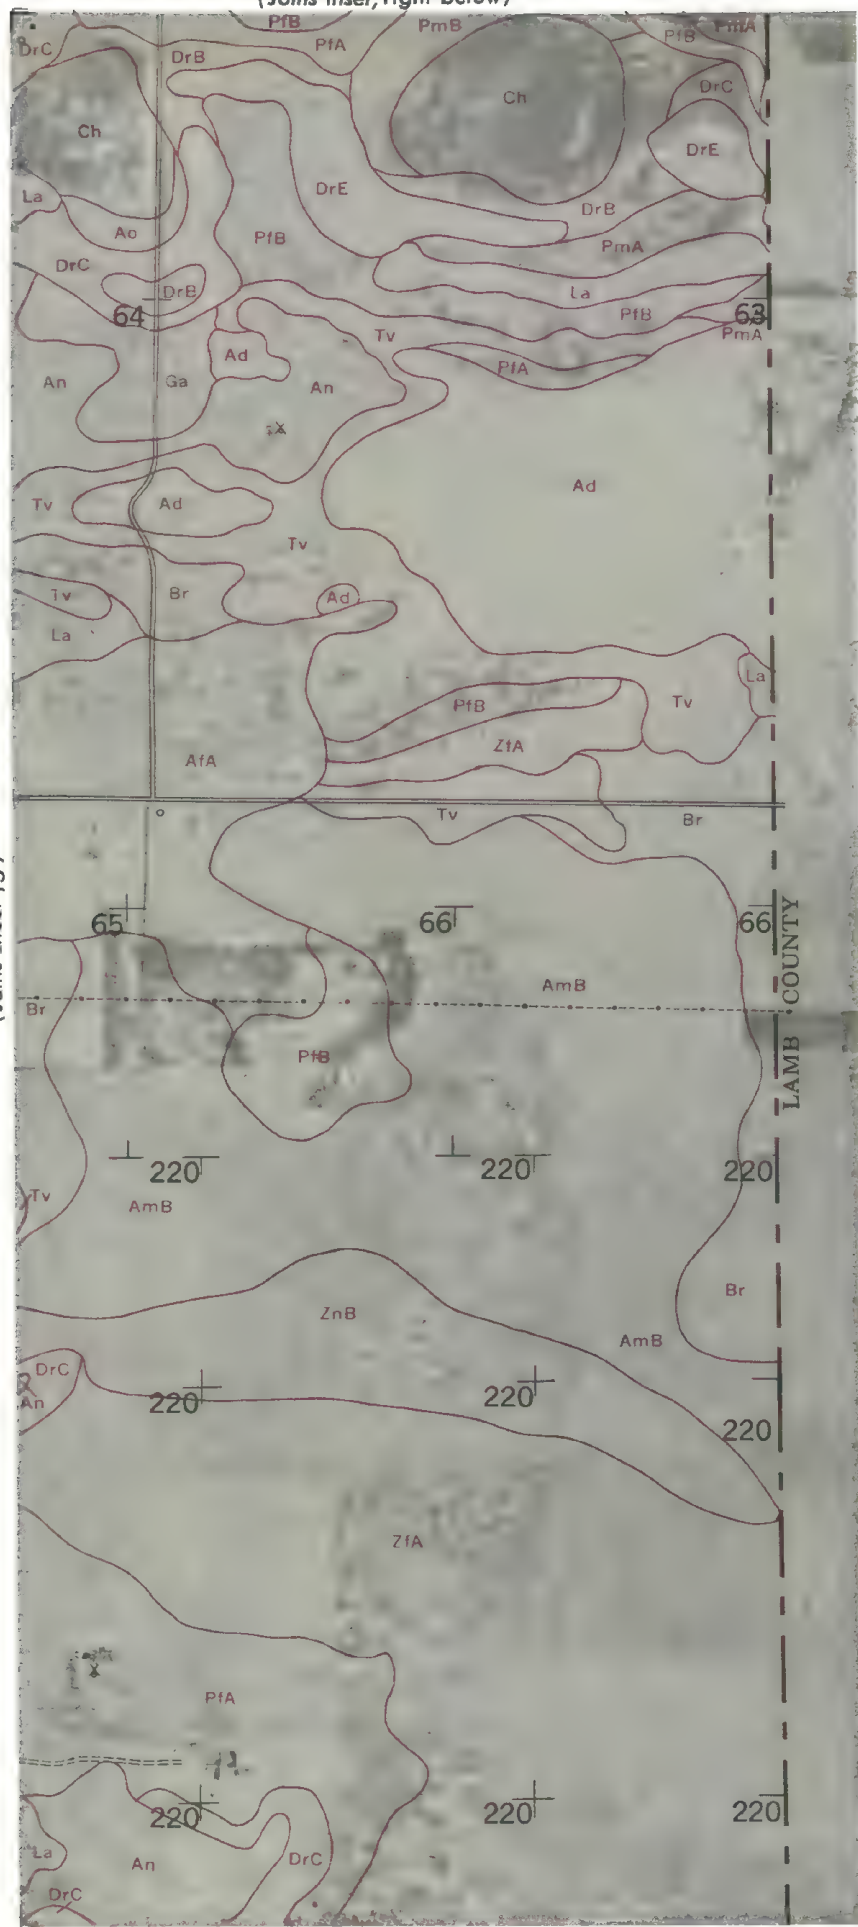 (Joins inset, right below)
PfB
PmB
PmA
DrC
PfA
PfB
DrB
DrC
Ch
Ch
DrE
DrE
La
DrB
Ao
PfB
PmA
DrC
DrB
La
64
PfB
63
Tv
PmA
Ad
PfA
An
Ga
An
Ad
Tv
Ad
Tv
Tv
Br
Ad
La
La
PfB
Tv
ZfA
AfA
Tv
Br
65
66
66
AmB
LAMB COUNTY
Br
PfB
220
220
220
Tv
AmB
Br
ZnB
AmB
DrC
An
220
220
220
ZfA
PfA
220
220
220
La
An
DrC
DrC